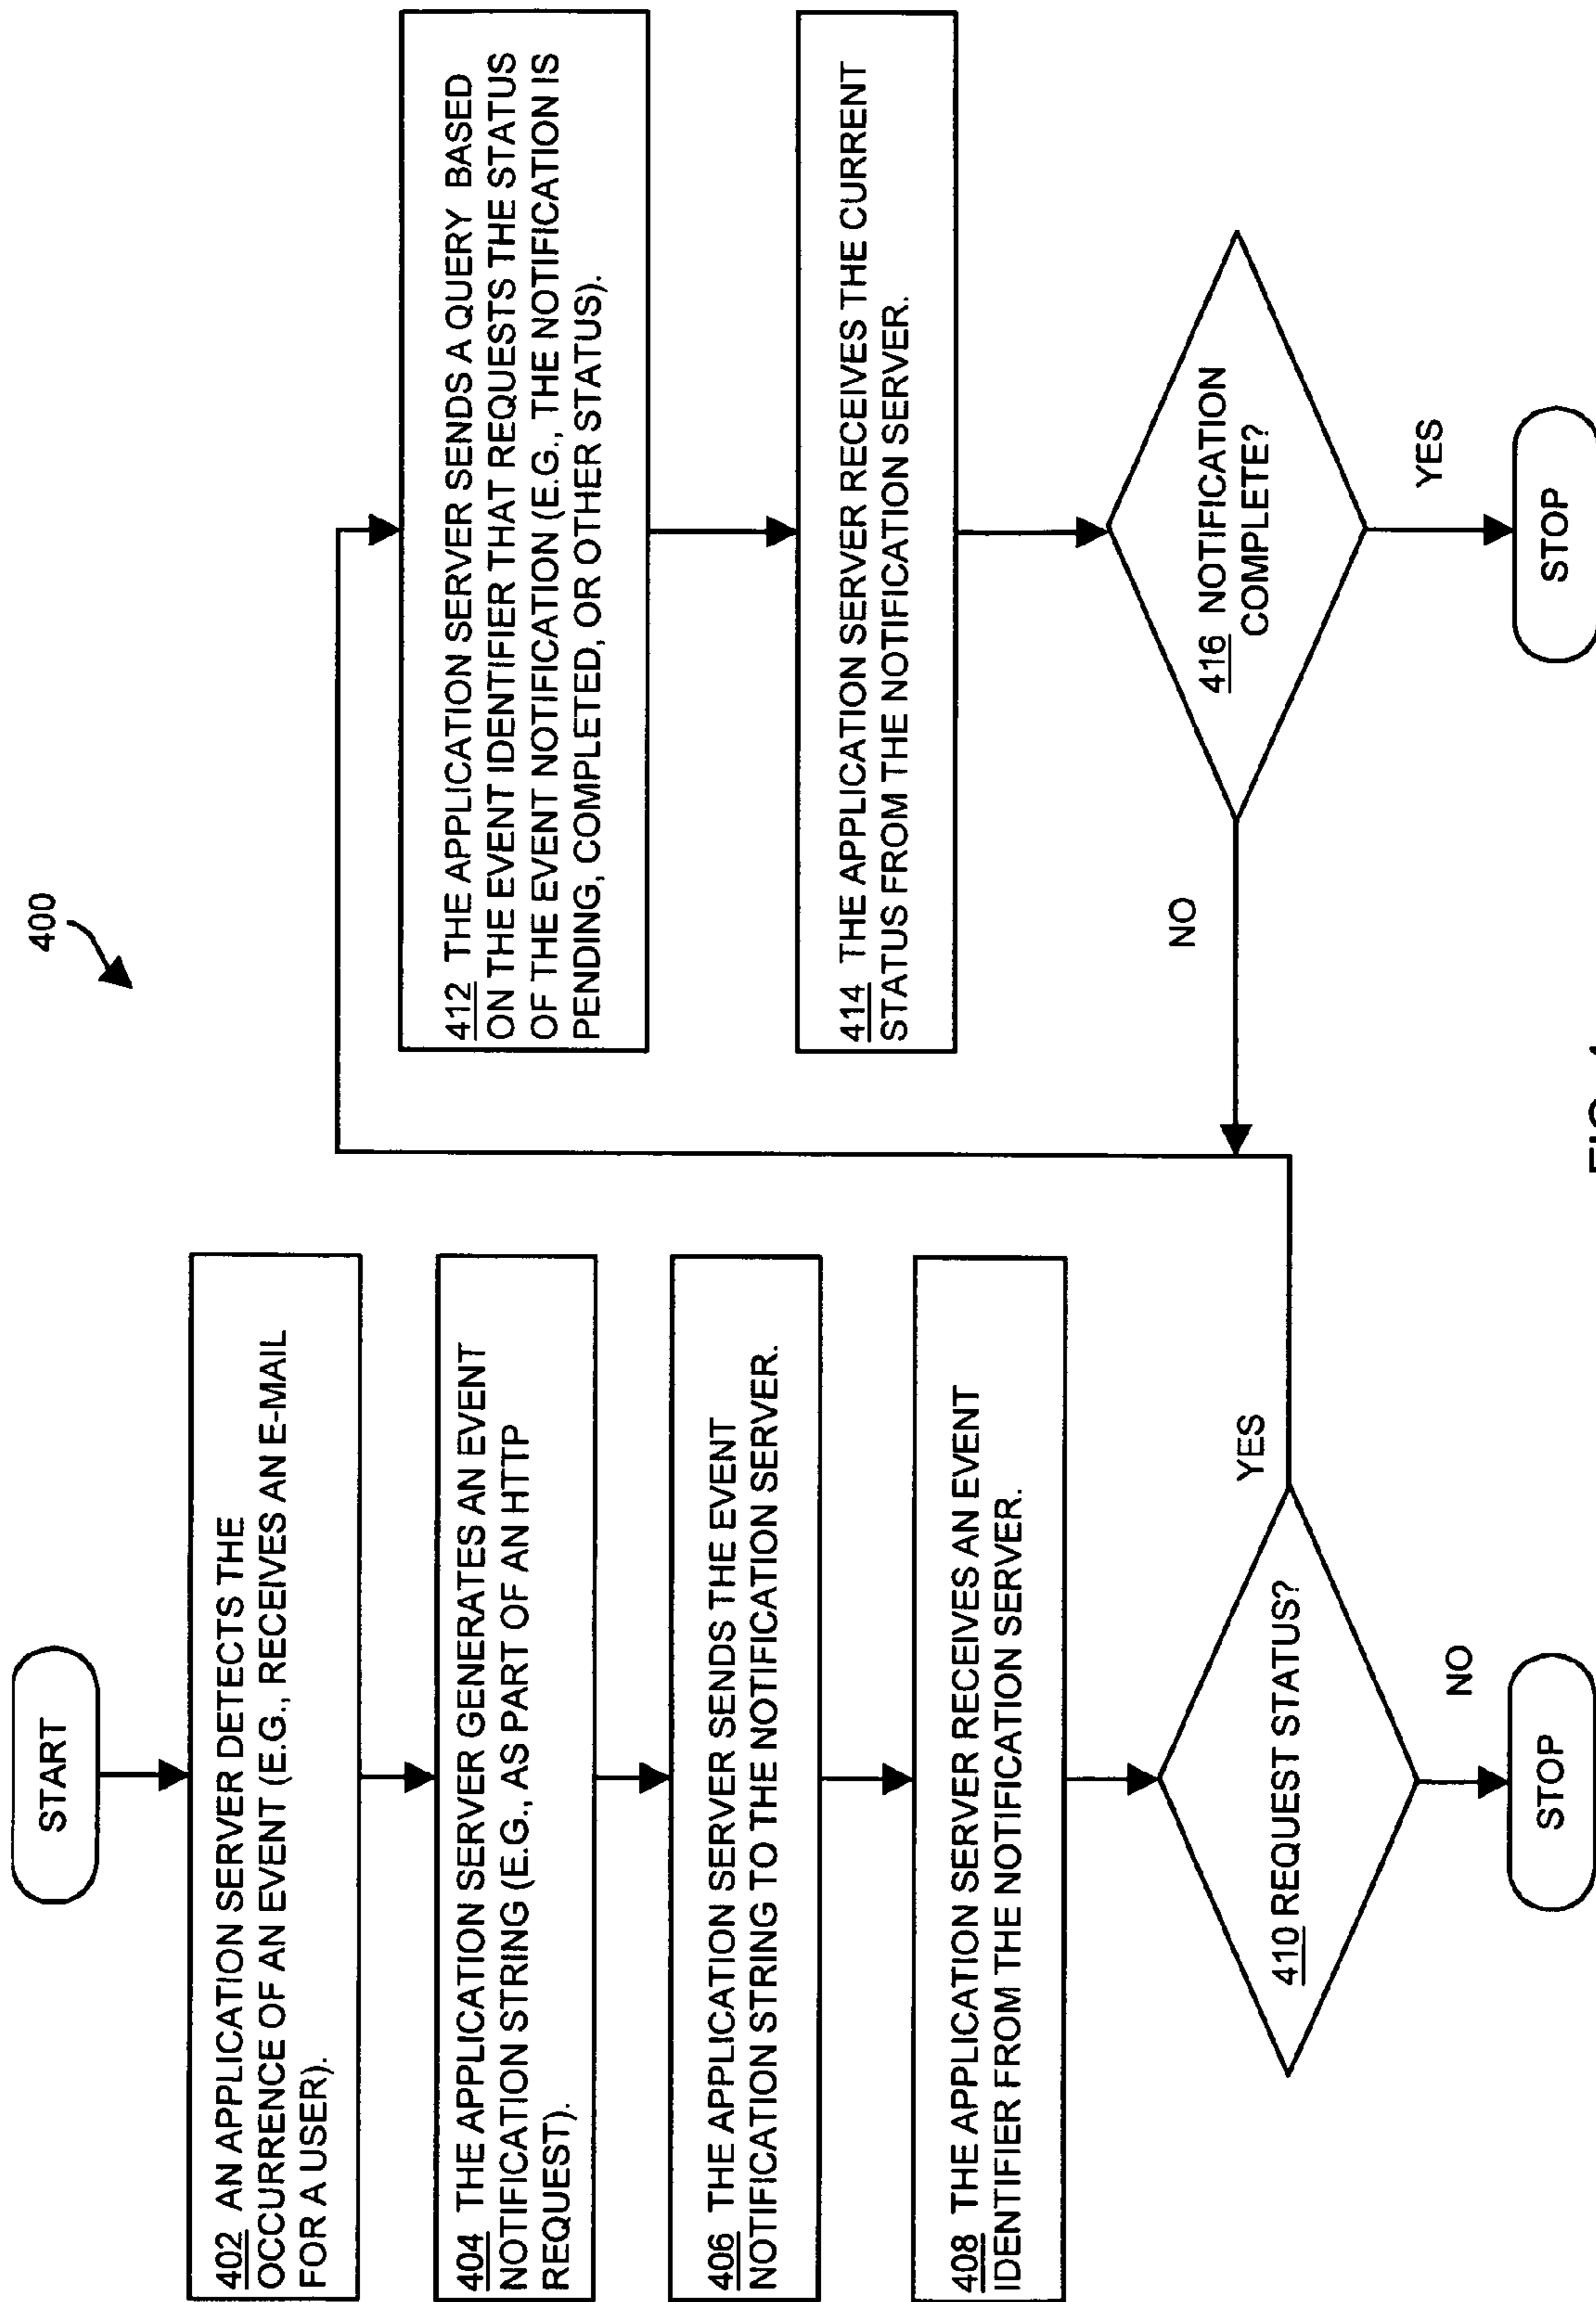 400
START
402 AN APPLICATION SERVER DETECTS THE
OCCURRENCE OF AN EVENT (E.G., RECEIVES AN E-MAIL
FOR A USER).
404 THE APPLICATION SERVER GENERATES AN EVENT
NOTIFICATION STRING (E.G., AS PART OF AN HTTP
REQUEST).
406 THE APPLICATION SERVER SENDS THE EVENT
NOTIFICATION STRING TO THE NOTIFICATION SERVER.
408 THE APPLICATION SERVER RECEIVES AN EVENT
IDENTIFIER FROM THE NOTIFICATION SERVER.
410 REQUEST STATUS?
YES
NO
STOP
412 THE APPLICATION SERVER SENDS A QUERY BASED
ON THE EVENT IDENTIFIER THAT REQUESTS THE STATUS
OF THE EVENT NOTIFICATION (E.G., THE NOTIFICATION IS
PENDING, COMPLETED, OR OTHER STATUS).
414 THE APPLICATION SERVER RECEIVES THE CURRENT
STATUS FROM THE NOTIFICATION SERVER.
416 NOTIFICATION
COMPLETE?
NO
YES
STOP